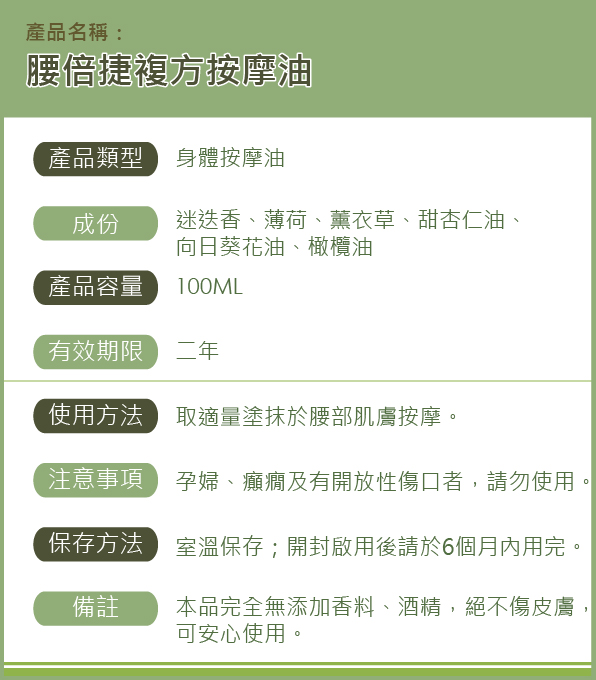 產品名稱：
腰倍捷複方按摩油
產品類型 身體按摩油
成份 迷迭香、薄荷、薰衣草、甜杏仁油、
向日葵花油、橄欖油
產品容量 100ML
有效期限 二年
使用方法 取適量塗抹於腰部肌膚按摩。
注意事項 孕婦、癲癇及有開放性傷口者，請勿使用。
保存方法 室溫保存；開封啟用後請於6個月內用完。
備註 本品完全無添加香料、酒精，絕不傷皮膚，
可安心使用。